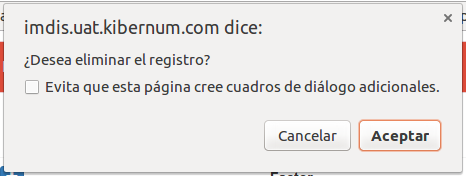 imdis.uat.kibernum.com dice:
¿Desea eliminar el registro?
Evita que esta página cree cuadros de diálogo adicionales.
Cancelar Aceptar